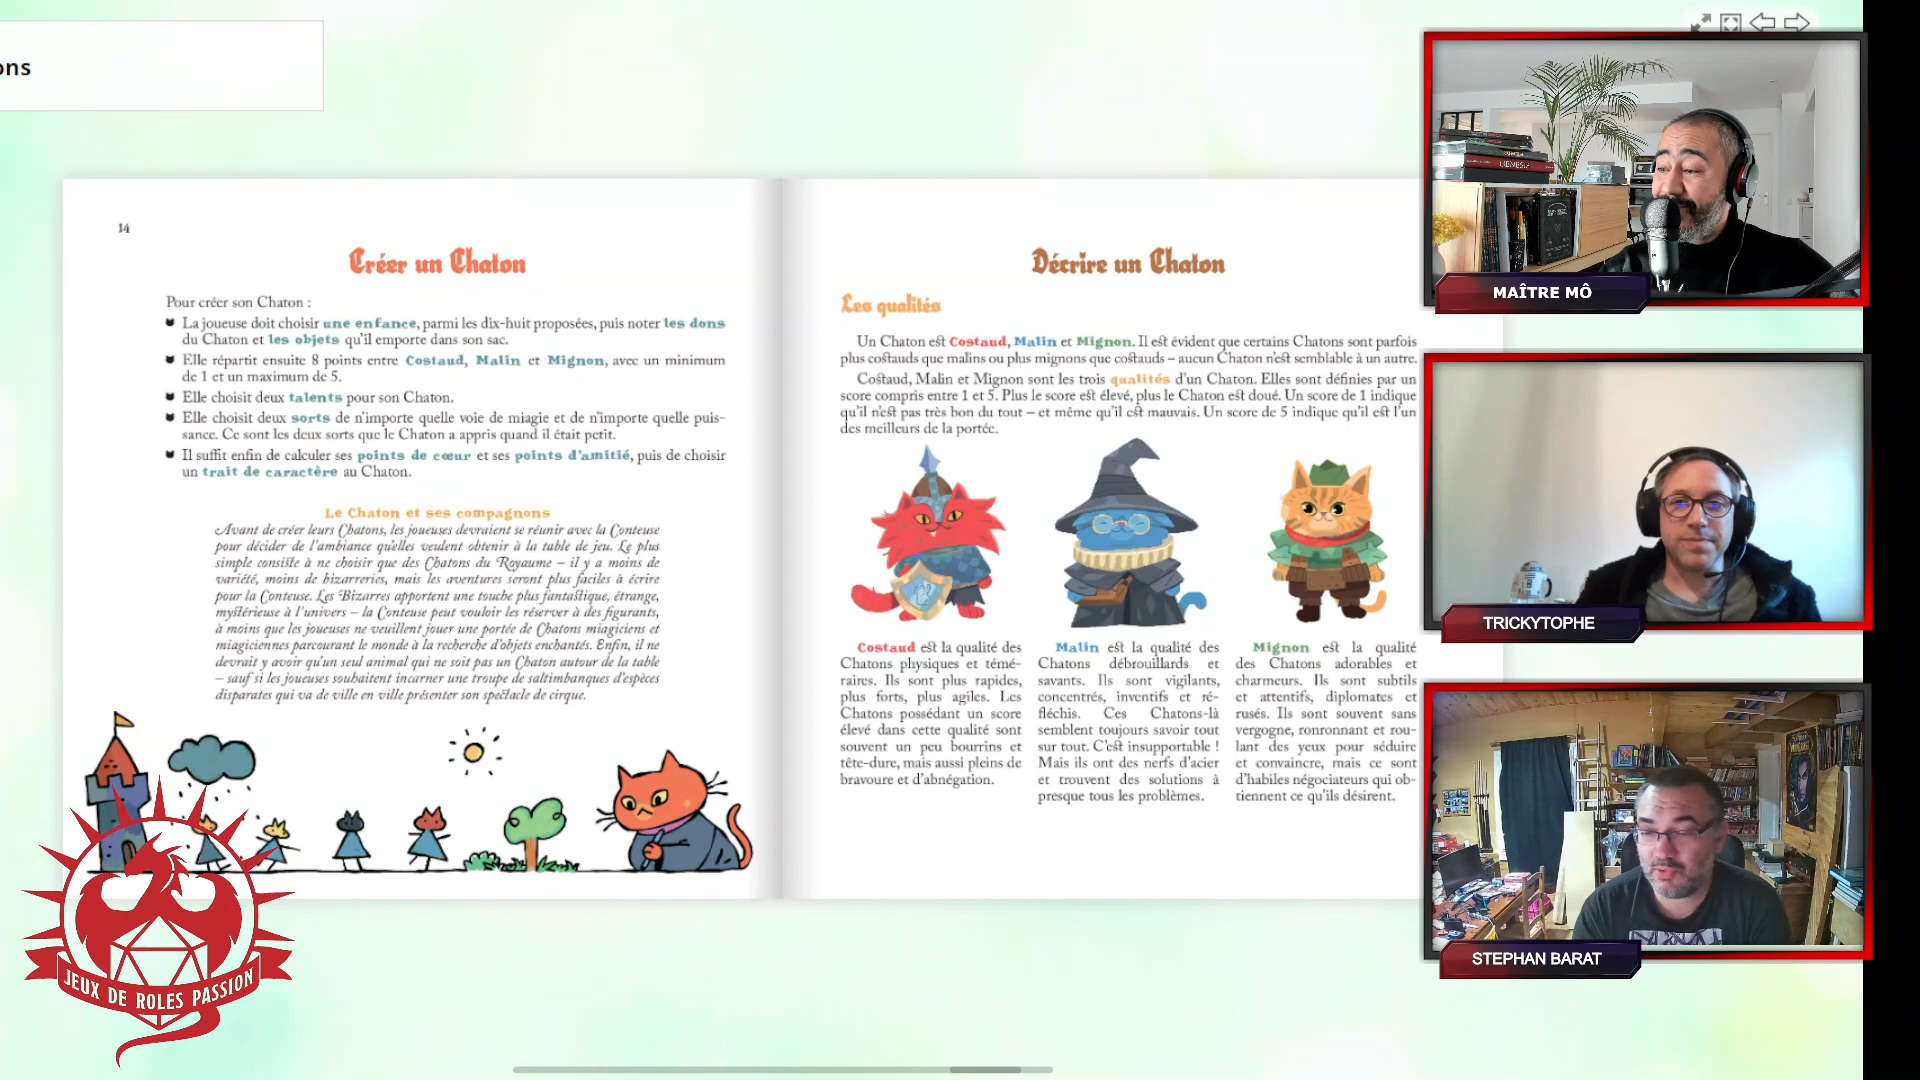 ons
14
Créer un Chaton
Pour créer son Chaton :
La joueuse doit choisir une enfance, parmi les dix-huit proposées, puis noter les dons
du Chaton et les objets qu'il emporte dans son sac.
Elle répartit ensuite 8 points entre Costaud, Malin et Mignon, avec un minimum
de 1 et un maximum de 5.
Elle choisit deux talents pour son Chaton.
Elle choisit deux sorts de n'importe quelle voie de miagie et de n'importe quelle puis-
sance. Ce sont les deux sorts que le Chaton a appris quand il était petit.
Il suffit enfin de calculer ses points de cœur et ses points d'amitié, puis de choisir
un trait de caractère au Chaton.
Le Chaton et ses compagnons
Avant de créer leurs Chatons, les joueuses devraient se réunir avec la Conteuse
pour décider de l'ambiance qu'elles veulent obtenir à la table de jeu. Le plus
simple consiste à ne choisir que des Chatons du Royaume – il y a moins de
variété, moins de bizarreries, mais les aventures seront plus faciles à écrire
pour la Conteuse. Les Bizarres apportent une touche plus fantastique, étrange,
mystérieuse à l'univers – la Conteuse peut vouloir les réserver à des figurants,
à moins que les joueuses ne veuillent jouer une portée de Chatons miagiciens et
miagiciennes parcourant le monde à la recherche d'objets enchantés. Enfin, il ne
devrait y avoir qu'un seul animal qui ne soit pas un Chaton autour de la table
– sauf si les joueuses souhaitent incarner une troupe de saltimbanques d'espèces
disparates qui va de ville en ville présenter son spectacle de cirque.
Décrire un Chaton
Les qualités
Un Chaton est Costaud, Malin et Mignon. Il est évident que certains Chatons sont parfois
plus costauds que malins ou plus mignons que costauds – aucun Chaton n'est semblable à un autre.
Costaud, Malin et Mignon sont les trois qualités d'un Chaton. Elles sont définies par un
score compris entre 1 et 5. Plus le score est élevé, plus le Chaton est doué. Un score de 1 indique
qu'il n'est pas très bon du tout – et même qu'il est mauvais. Un score de 5 indique qu'il est l'un
des meilleurs de la portée.
Costaud est la qualité des
Chatons physiques et témé-
raires. Ils sont plus rapides,
plus forts, plus agiles. Les
Chatons possédant un score
élevé dans cette qualité sont
souvent un peu bourrins et
tête-dure, mais aussi pleins de
bravoure et d'abnégation.
Malin est la qualité des
Chatons débrouillards et
savants. Ils sont vigilants,
concentrés, inventifs et ré-
fléchis. Ces Chatons-là
semblent toujours savoir tout
sur tout. C'est insupportable !
Mais ils ont des nerfs d'acier
et trouvent des solutions à
presque tous les problèmes.
Mignon est la qualité
des Chatons adorables et
charmeurs. Ils sont subtils
et attentifs, diplomates et
rusés. Ils sont souvent sans
vergogne, ronronnant et rou-
lant des yeux pour séduire
et convaincre, mais ce sont
d'habiles négociateurs qui ob-
tiennent ce qu'ils désirent.
MAÎTRE MÔ
TRICKYTOPHE
STEPHAN BARAT
JEUX DE ROLES PASSION